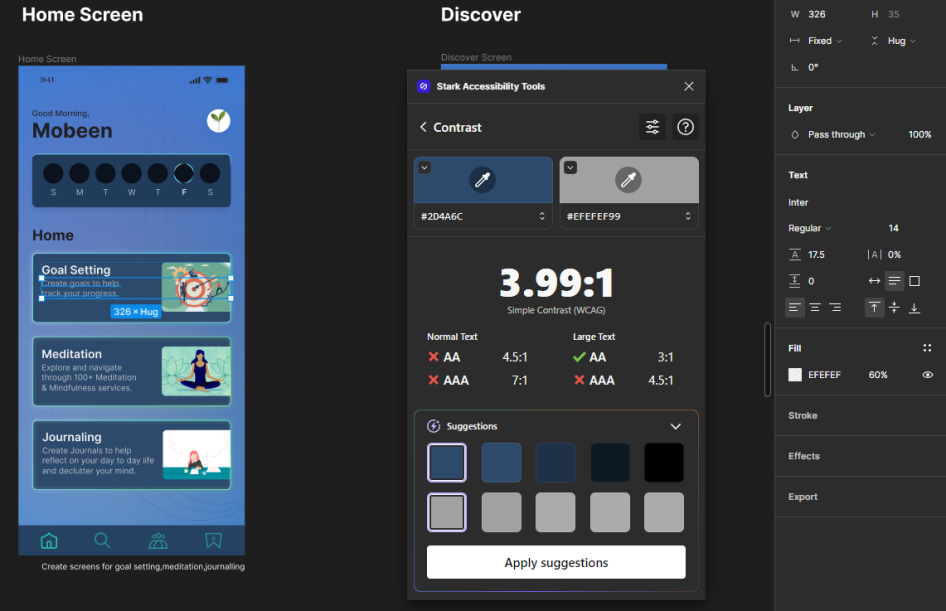 Home Screen
Discover
Home Screen
Discover Screen
9:41
Good Morning,
Mobeen
S M T W T F S
Home
Goal Setting
Create goals to help.
track your progress.
326 × Hug
Meditation
Explore and navigate
through 100+ Meditation
& Mindfulness services.
Journaling
Create Journals to help
reflect on your day to day life
and declutter your mind.
Create screens for goal setting,meditation,journalling
Stark Accessibility Tools
Contrast
#2D4A6C
#EFEFEF99
3.99:1
Simple Contrast (WCAG)
Normal Text
Large Text
AA 4.5:1
AA 3:1
AAA 7:1
AAA 4.5:1
Suggestions
Apply suggestions
W 326 H 35
Fixed Hug
0°
Layer
Pass through 100%
Text
Inter
Regular 14
A 17.5 |A| 0%
0
Fill
EFEFEF 60%
Stroke
Effects
Export